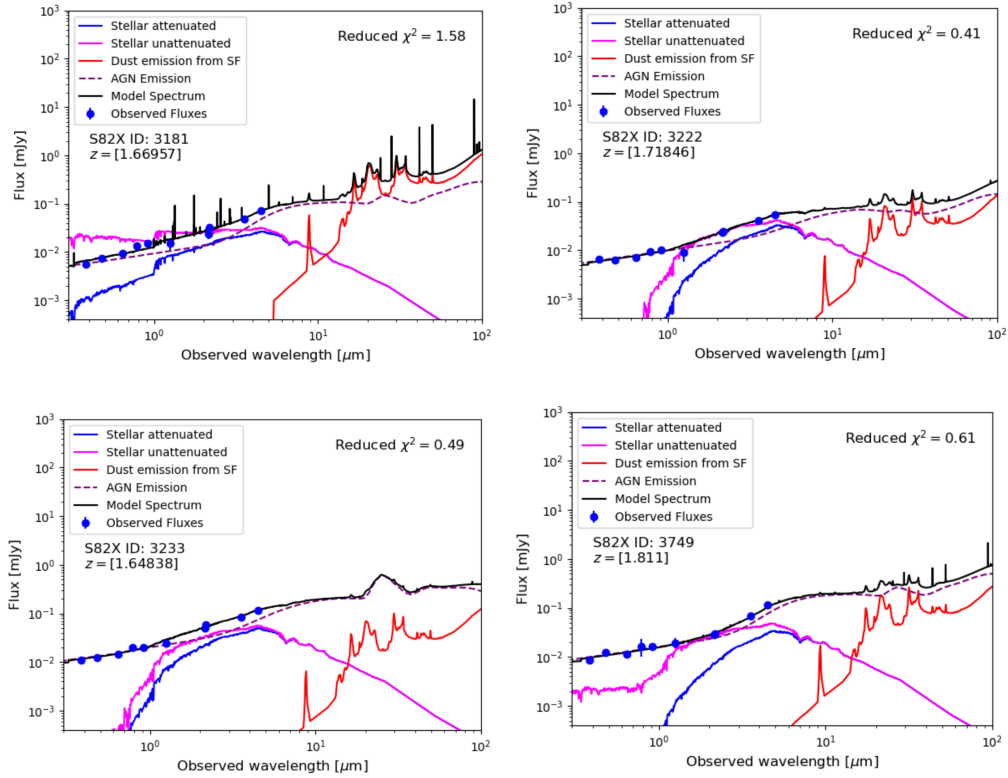 Stellar attenuated
Stellar unattenuated
Dust emission from SF
AGN Emission
Model Spectrum
Observed Fluxes
Reduced χ² = 1.58
S82X ID: 3181
z = [1.66957]
Flux [mJy]
10³
10²
10¹
10⁰
10⁻¹
10⁻²
10⁻³
10⁰
10¹
10²
Observed wavelength [μm]
Stellar attenuated
Stellar unattenuated
Dust emission from SF
AGN Emission
Model Spectrum
Observed Fluxes
Reduced χ² = 0.41
S82X ID: 3222
z = [1.71846]
Flux [mJy]
10³
10²
10¹
10⁰
10⁻¹
10⁻²
10⁻³
10⁰
10¹
10²
Observed wavelength [μm]
Stellar attenuated
Stellar unattenuated
Dust emission from SF
AGN Emission
Model Spectrum
Observed Fluxes
Reduced χ² = 0.49
S82X ID: 3233
z = [1.64838]
Flux [mJy]
10³
10²
10¹
10⁰
10⁻¹
10⁻²
10⁻³
10⁰
10¹
10²
Observed wavelength [μm]
Stellar attenuated
Stellar unattenuated
Dust emission from SF
AGN Emission
Model Spectrum
Observed Fluxes
Reduced χ² = 0.61
S82X ID: 3749
z = [1.811]
Flux [mJy]
10³
10²
10¹
10⁰
10⁻¹
10⁻²
10⁻³
10⁰
10¹
10²
Observed wavelength [μm]